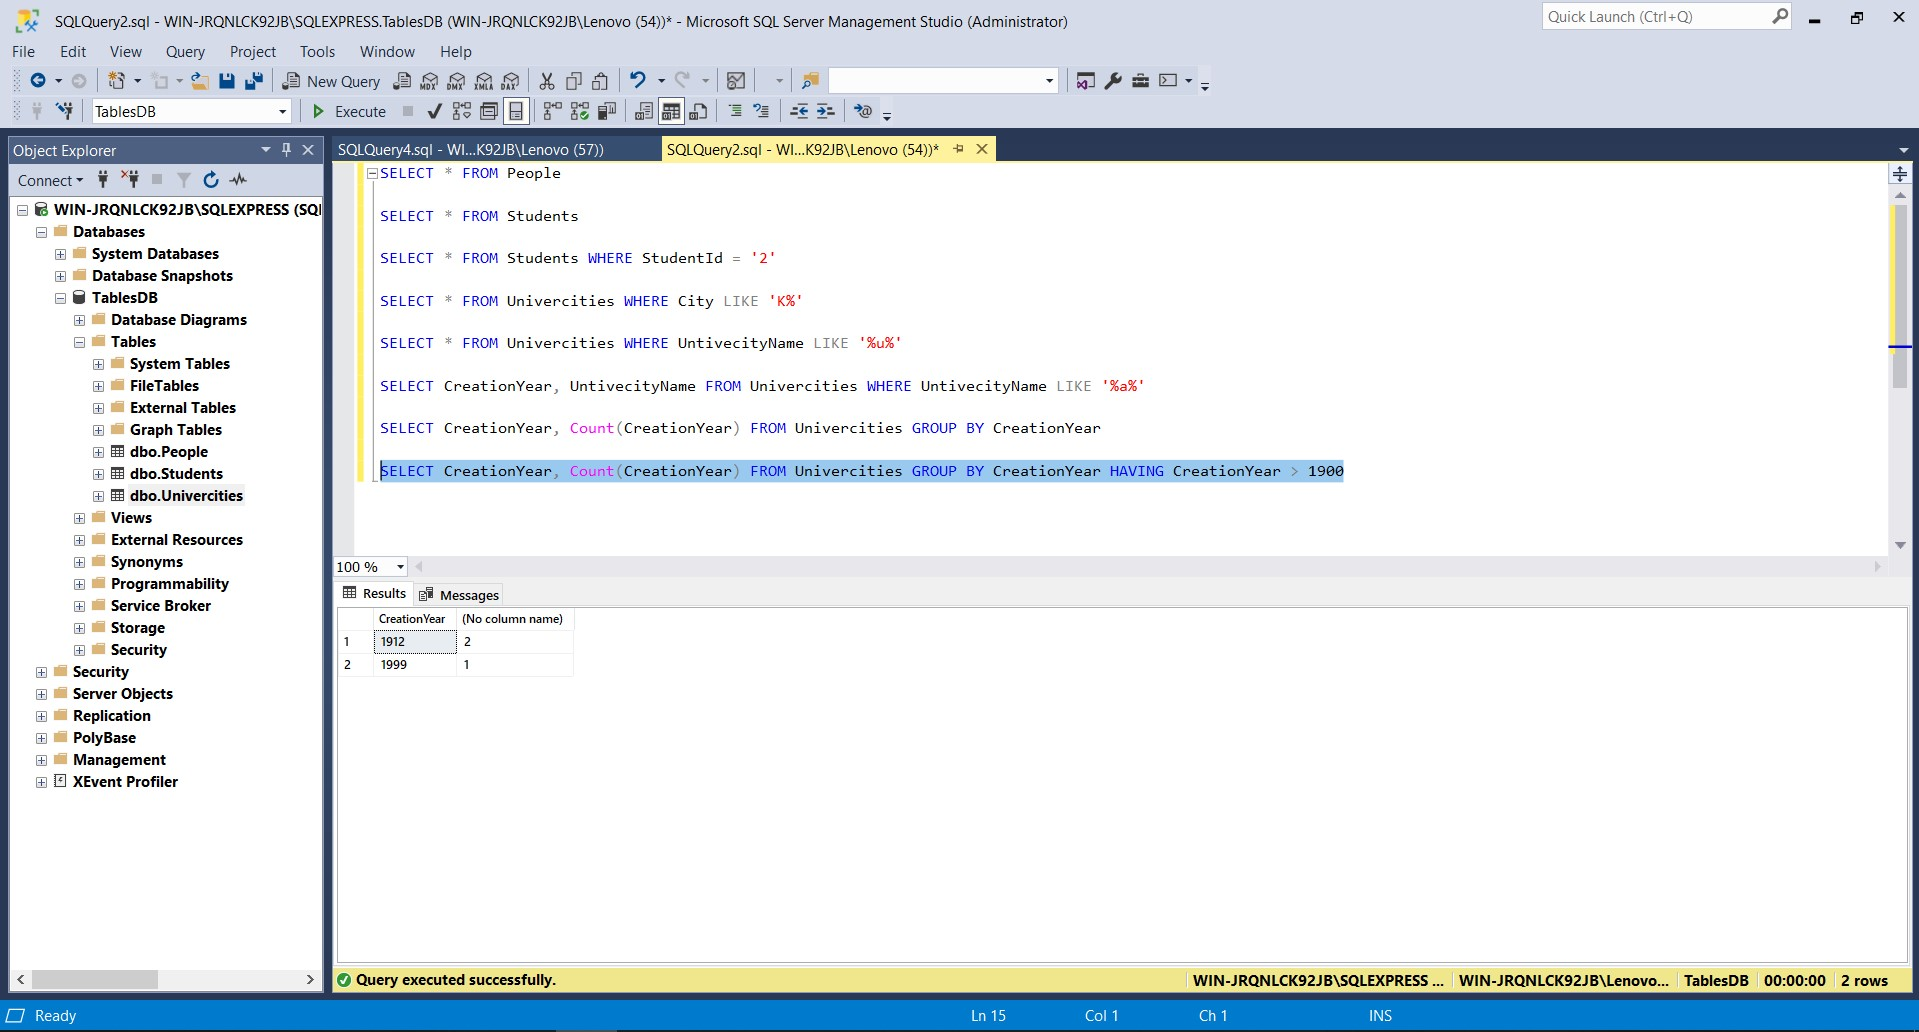 SQLQuery2.sql - WIN-JRQNLCK92JB\SQLEXPRESS.TablesDB (WIN-JRQNLCK92JB\Lenovo (54))* - Microsoft SQL Server Management Studio (Administrator)
Quick Launch (Ctrl+Q)
File Edit View Query Project Tools Window Help
New Query MDX DMX XMLA DAX
TablesDB Execute
Object Explorer
SQLQuery4.sql - WI...K92JB\Lenovo (57))
SQLQuery2.sql - WI...K92JB\Lenovo (54))*
Connect
WIN-JRQNLCK92JB\SQLEXPRESS (SQ
Databases
System Databases
Database Snapshots
TablesDB
Database Diagrams
Tables
System Tables
FileTables
External Tables
Graph Tables
dbo.People
dbo.Students
dbo.Univercities
Views
External Resources
Synonyms
Programmability
Service Broker
Storage
Security
Security
Server Objects
Replication
PolyBase
Management
XEvent Profiler
SELECT * FROM People
SELECT * FROM Students
SELECT * FROM Students WHERE StudentId = '2'
SELECT * FROM Univercities WHERE City LIKE 'K%'
SELECT * FROM Univercities WHERE UntivecityName LIKE '%u%'
SELECT CreationYear, UntivecityName FROM Univercities WHERE UntivecityName LIKE '%a%'
SELECT CreationYear, Count(CreationYear) FROM Univercities GROUP BY CreationYear
SELECT CreationYear, Count(CreationYear) FROM Univercities GROUP BY CreationYear HAVING CreationYear > 1900
100 %
Results Messages
CreationYear (No column name)
1 1912 2
2 1999 1
Query executed successfully. WIN-JRQNLCK92JB\SQLEXPRESS ... WIN-JRQNLCK92JB\Lenovo... TablesDB 00:00:00 2 rows
Ready Ln 15 Col 1 Ch 1 INS